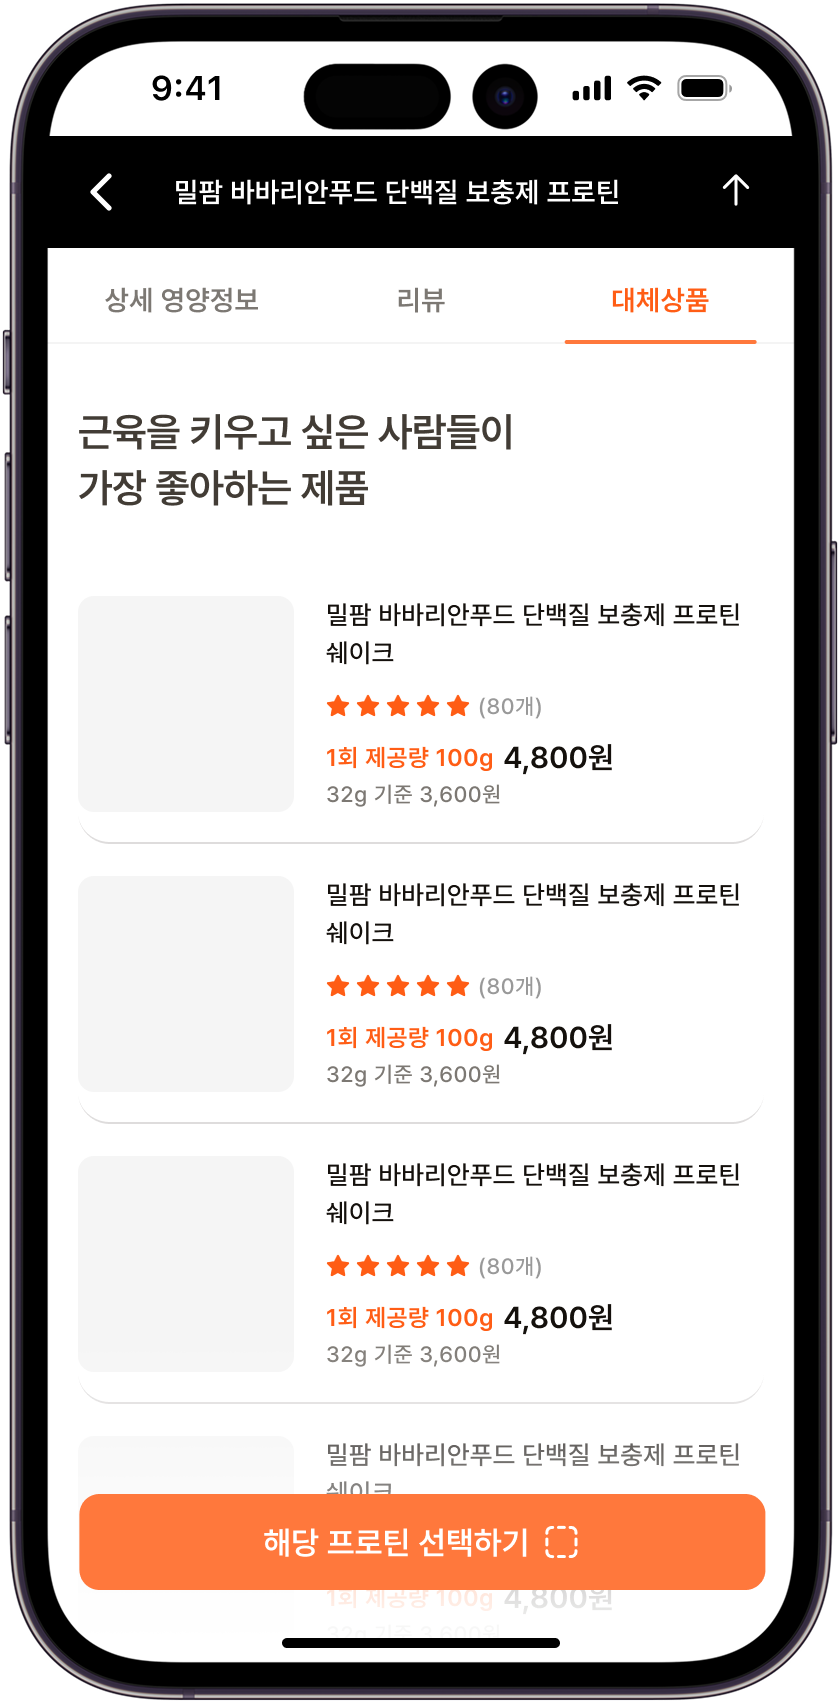 9:41
밀팜 바바리안푸드 단백질 보충제 프로틴
상세 영양정보 리뷰 대체상품
근육을 키우고 싶은 사람들이
가장 좋아하는 제품
밀팜 바바리안푸드 단백질 보충제 프로틴
쉐이크
(80개)
1회 제공량 100g 4,800원
32g 기준 3,600원
밀팜 바바리안푸드 단백질 보충제 프로틴
쉐이크
(80개)
1회 제공량 100g 4,800원
32g 기준 3,600원
밀팜 바바리안푸드 단백질 보충제 프로틴
쉐이크
(80개)
1회 제공량 100g 4,800원
32g 기준 3,600원
밀팜 바바리안푸드 단백질 보충제 프로틴
쉐이크
해당 프로틴 선택하기
1회 제공량 100g 4,800원
32g 기준 3,600원